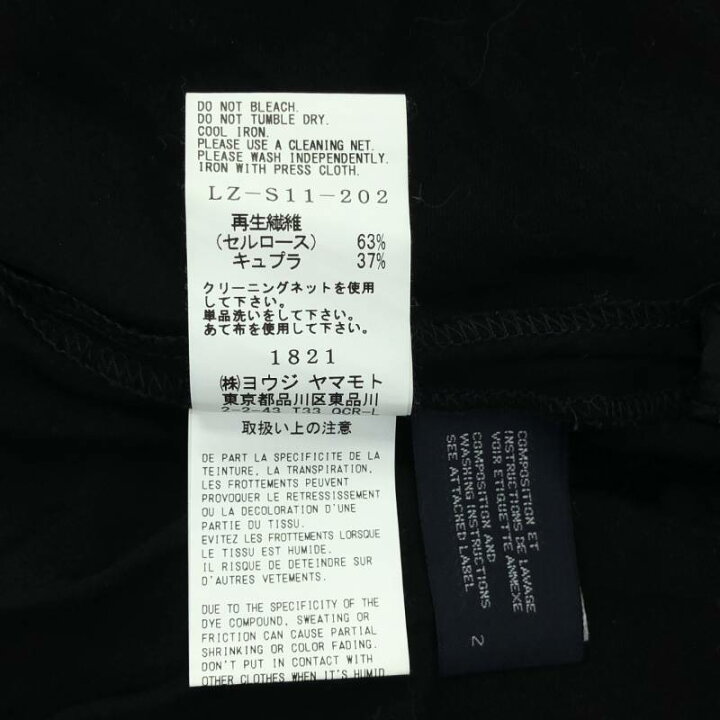 DO NOT BLEACH.
DO NOT TUMBLE DRY.
COOL IRON.
PLEASE USE A CLEANING NET.
PLEASE WASH INDEPENDENTLY.
IRON WITH PRESS CLOTH.
LZ-S11-202
再生繊維
(セルロース) 63%
キュプラ 37%
クリーニングネットを使用
して下さい。
単品洗いをして下さい。
あて布を使用して下さい。
1821
㈱ヨウジ ヤマモト
東京都品川区東品川
2-2-43 T33 QCR-L
取扱い上の注意
DE PART LA SPECIFICITE DE LA
TEINTURE, LA TRANSPIRATION,
LES FROTTEMENTS PEUVENT
PROVOQUER LE RETRESSISSEMENT
OU LA DECOLORATION D'UNE
PARTIE DU TISSU.
EVITEZ LES FROTTEMENTS LORSQUE
LE TISSU EST HUMIDE.
IL RISQUE DE DETEINDRE SUR
D'AUTRES VETEMENTS.
DUE TO THE SPECIFICITY OF THE
DYE COMPOUND, SWEATING OR
FRICTION CAN CAUSE PARTIAL
SHRINKING OR COLOR FADING.
DON'T PUT IN CONTACT WITH
OTHER CLOTHES WHEN IT'S HUMID
COMPOSITION ET
INSTRUCTIONS DE LAVAGE
VOIR ETIQUETTE ANNEXE
COMPOSITION AND
WASHING INSTRUCTIONS
SEE ATTACHED LABEL
2